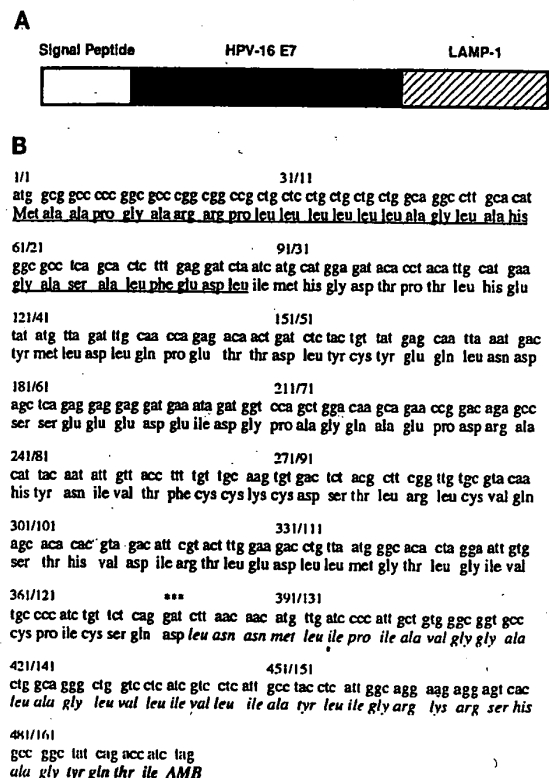 A
Signal Peptide HPV-16 E7 LAMP-1
B
1/1 31/11
atg gcg gcc ccc ggc gcc cgg cgg ccg ctg ctc ctg ctg ctg ctg gca ggc ctt gca cat
Met ala ala pro gly ala arg arg pro leu leu leu leu leu leu ala gly leu ala his
61/21 91/31
ggc gcc tca gca ctc ttt gag gat cta atc atg cat gga gat aca cct aca ttg cat gaa
gly ala ser ala leu phe glu asp leu ile met his gly asp thr pro thr leu his glu
121/41 151/51
tat atg tta gat ttg caa cca gag aca act gat ctc tac tgt tat gag caa tta aat gac
tyr met leu asp leu gln pro glu thr thr asp leu tyr cys tyr glu gln leu asn asp
181/61 211/71
agc tca gag gag gag gat gaa ata gat ggt cca gct gga caa gca gaa ccg gac aga gcc
ser ser glu glu glu asp glu ile asp gly pro ala gly gln ala glu pro asp arg ala
241/81 271/91
cat tac aat att gtt acc ttt tgt tgc aag tgt gac tct acg ctt cgg ttg tgc gta caa
his tyr asn ile val thr phe cys cys lys cys asp ser thr leu arg leu cys val gln
301/101 331/111
agc aca cac gta gac att cgt act ttg gaa gac ctg tta atg ggc aca cta gga att gtg
ser thr his val asp ile arg thr leu glu asp leu leu met gly thr leu gly ile val
361/121 *** 391/131
tgc ccc atc tgt tct cag gat ctt aac aac atg ttg atc ccc att gct gtg ggc ggt gcc
cys pro ile cys ser gln asp leu asn asn met leu ile pro ile ala val gly gly ala
421/141 451/151
ctg gca ggg ctg gtc ctc atc gtc ctc att gcc tac ctc att ggc agg aag agg agt cac
leu ala gly leu val leu ile val leu ile ala tyr leu ile gly arg lys arg ser his
481/161
gcc ggc tat cag acc atc tag
ala gly tyr gln thr ile AMB